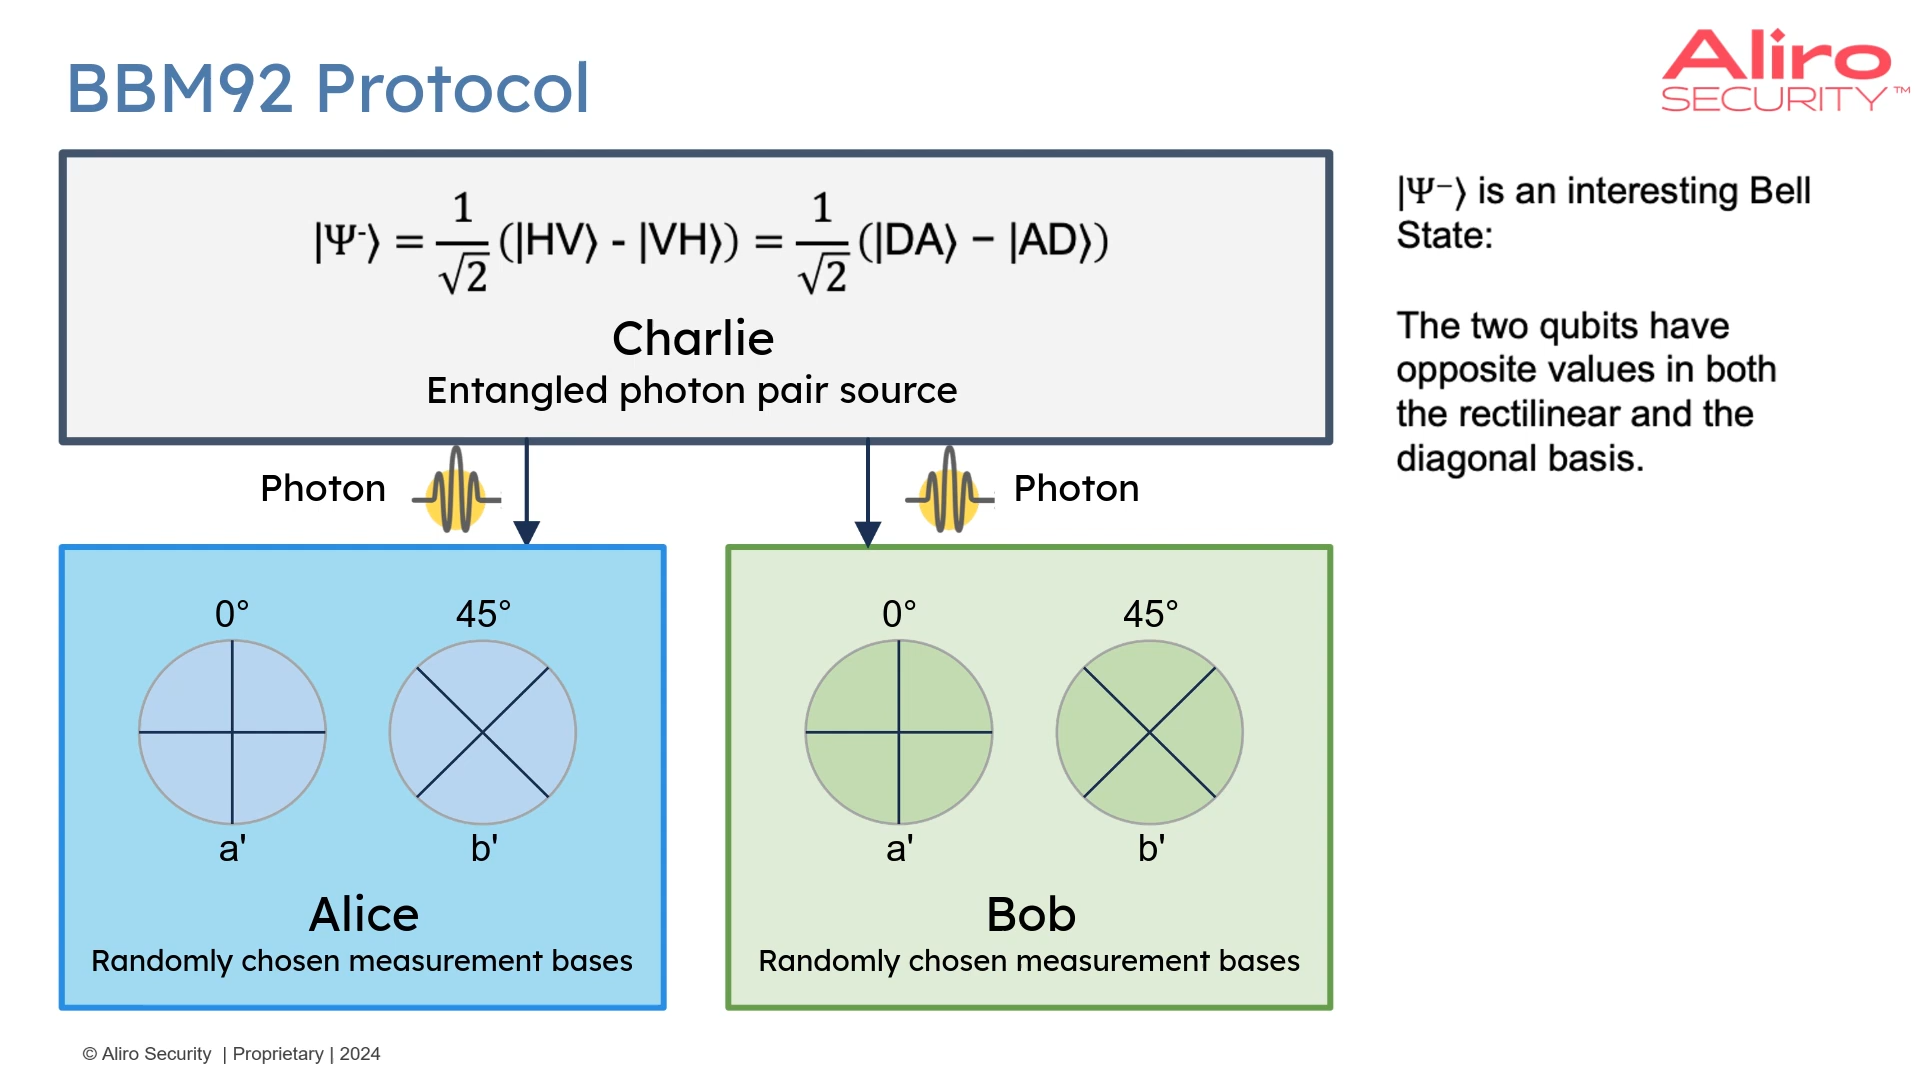 BBM92 Protocol
Aliro
SECURITY™
|Ψ-⟩ = 1/√2 (|HV⟩ - |VH⟩) = 1/√2 (|DA⟩ − |AD⟩)
Charlie
Entangled photon pair source
|Ψ−⟩ is an interesting Bell
State:
The two qubits have
opposite values in both
the rectilinear and the
diagonal basis.
Photon
Photon
0°
45°
a'
b'
Alice
Randomly chosen measurement bases
0°
45°
a'
b'
Bob
Randomly chosen measurement bases
© Aliro Security | Proprietary | 2024